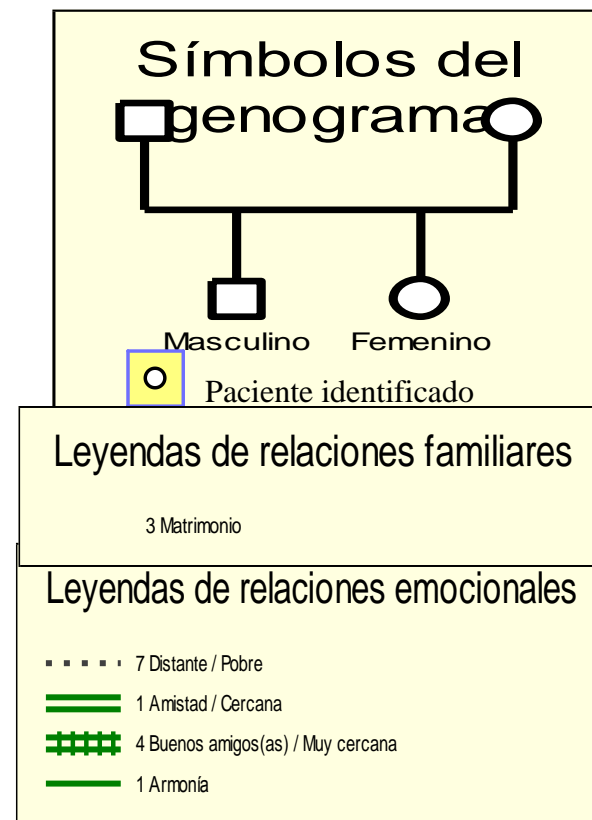 Símbolos del
genograma
Masculino Femenino
Paciente identificado
Leyendas de relaciones familiares
3 Matrimonio
Leyendas de relaciones emocionales
7 Distante / Pobre
1 Amistad / Cercana
4 Buenos amigos(as) / Muy cercana
1 Armonía